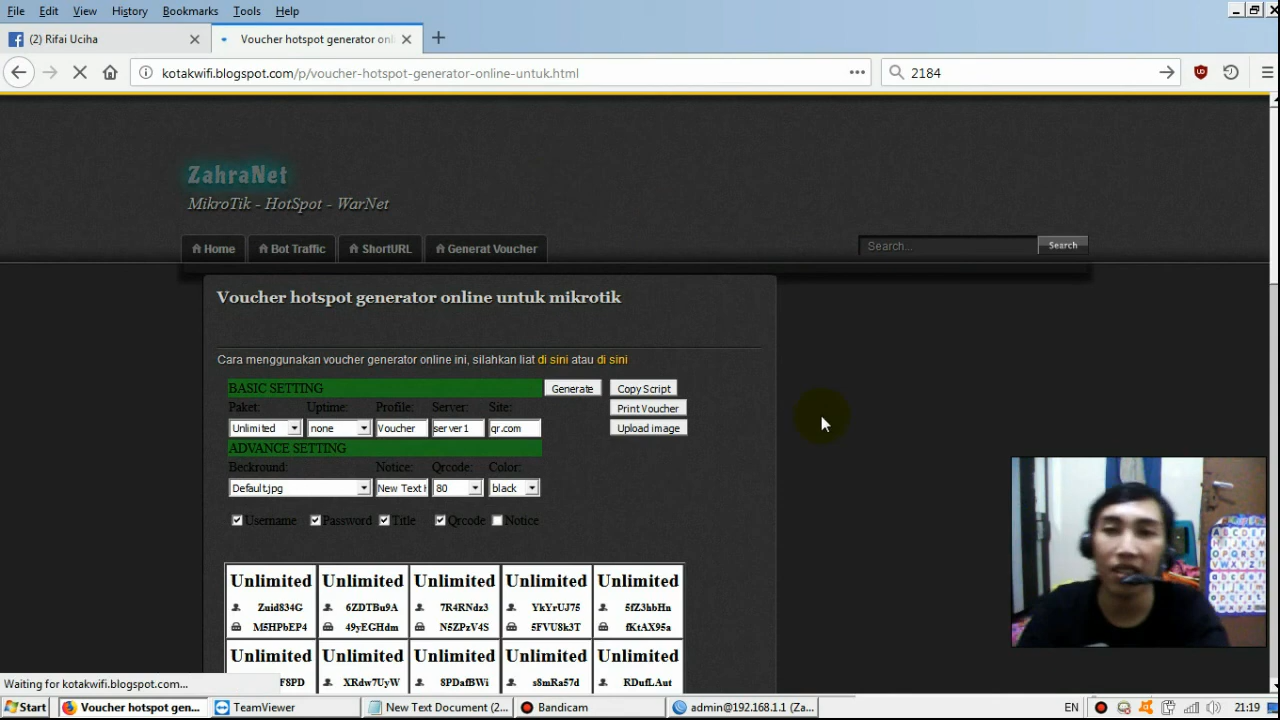 File Edit View History Bookmarks Tools Help
(2) Rifai Uciha
Voucher hotspot generator onl
kotakwifi.blogspot.com/p/voucher-hotspot-generator-online-untuk.html
2184
ZahraNet
MikroTik - HotSpot - WarNet
Home
Bot Traffic
ShortURL
Generat Voucher
Search...
Search
Voucher hotspot generator online untuk mikrotik
Cara menggunakan voucher generator online ini, silahkan liat di sini atau di sini
BASIC SETTING
Generate
Copy Script
Paket: Uptime: Profile: Server: Site:
Print Voucher
Unlimited none Voucher server1 qr.com
Upload image
ADVANCE SETTING
Beckround: Notice: Qrcode: Color:
Default.jpg New Text H 80 black
Username Password Title Qrcode Notice
Unlimited Unlimited Unlimited Unlimited Unlimited
Zuid834G 6ZDTBu9A 7R4RNdz3 YkYrUJ75 5fZ3hbHn
M5HPbEP4 49yEGHdm N5ZPzV4S 5FVU8k3T fKtAX95a
Unlimited Unlimited Unlimited Unlimited Unlimited
F8PD XRdw7UyW 8PDafBWi s8mRa57d RDufLAut
Waiting for kotakwifi.blogspot.com...
Start
Voucher hotspot gen...
TeamViewer
New Text Document (2...
Bandicam
admin@192.168.1.1 (Za...
EN
21:19